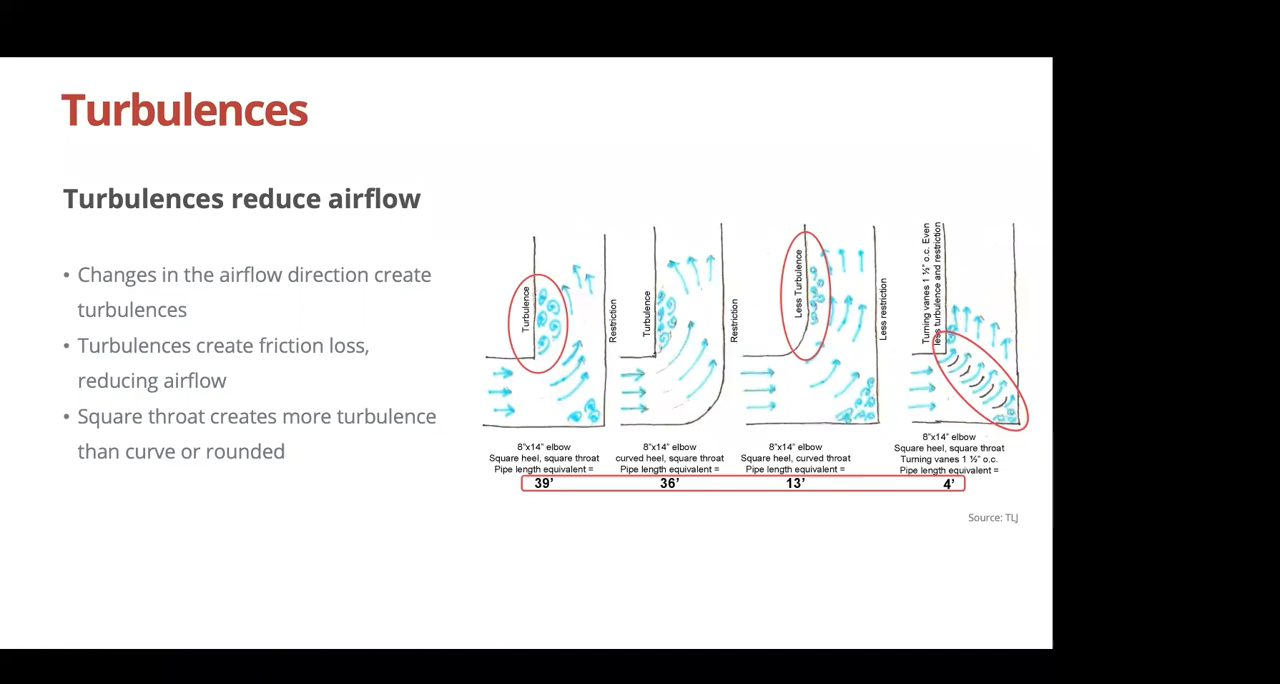 Turbulences
Turbulences reduce airflow
• Changes in the airflow direction create
turbulences
• Turbulences create friction loss,
reducing airflow
• Square throat creates more turbulence
than curve or rounded
Turbulence
Restriction
8"x14" elbow
Square heel, square throat
Pipe length equivalent =
39'
Turbulence
Restriction
8"x14" elbow
curved heel, square throat
Pipe length equivalent =
36'
Less Turbulence
Less restriction
8"x14" elbow
Square heel, curved throat
Pipe length equivalent =
13'
Turning vanes 1 ½" o.c. Even
less turbulence and restriction
8"x14" elbow
Square heel, square throat
Turning vanes 1 ½" o.c.
Pipe length equivalent =
4'
Source: TLJ